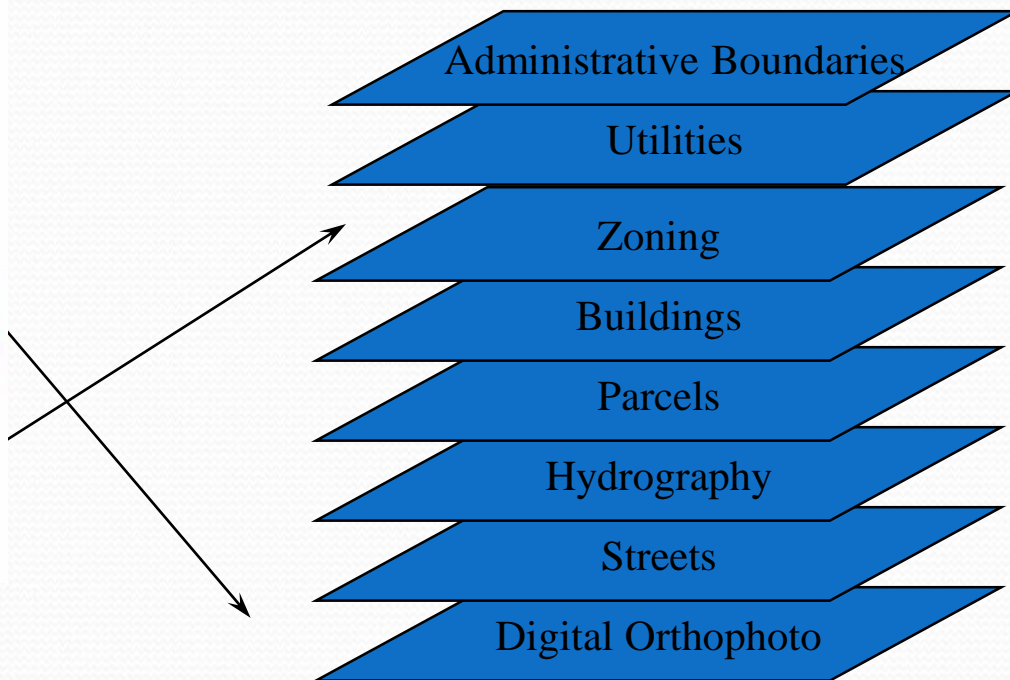 Administrative Boundaries
Utilities
Zoning
Buildings
Parcels
Hydrography
Streets
Digital Orthophoto